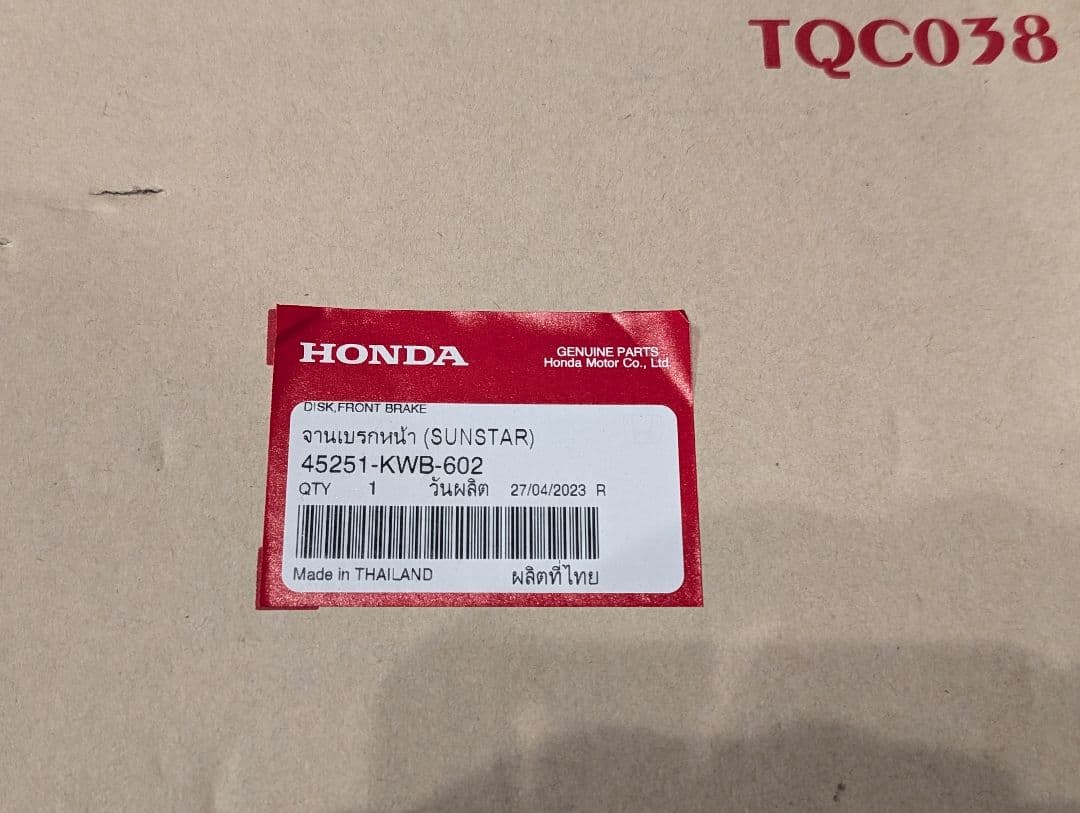 TQC038
HONDA
GENUINE PARTS
Honda Motor Co., Ltd.
DISK,FRONT BRAKE
จานเบรกหน้า (SUNSTAR)
45251-KWB-602
QTY 1 วันผลิต 27/04/2023 R
Made in THAILAND ผลิตที่ไทย